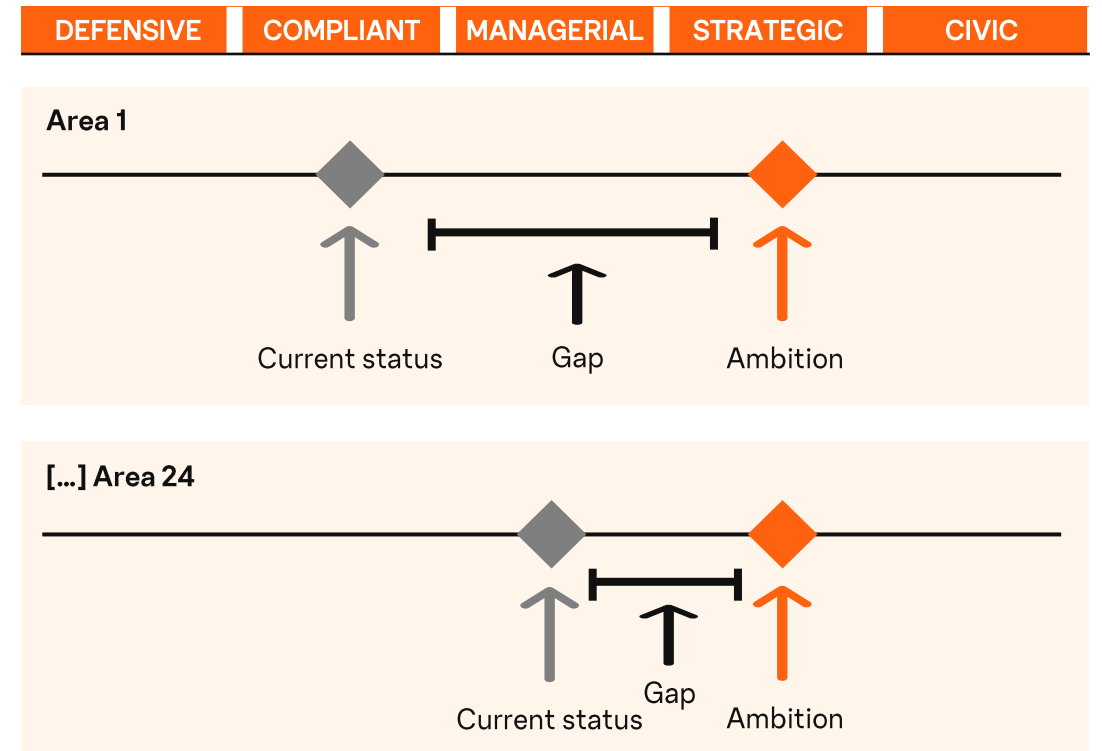 DEFENSIVE COMPLIANT MANAGERIAL STRATEGIC CIVIC
Area 1
Current status Gap Ambition
[...] Area 24
Gap
Current status Ambition